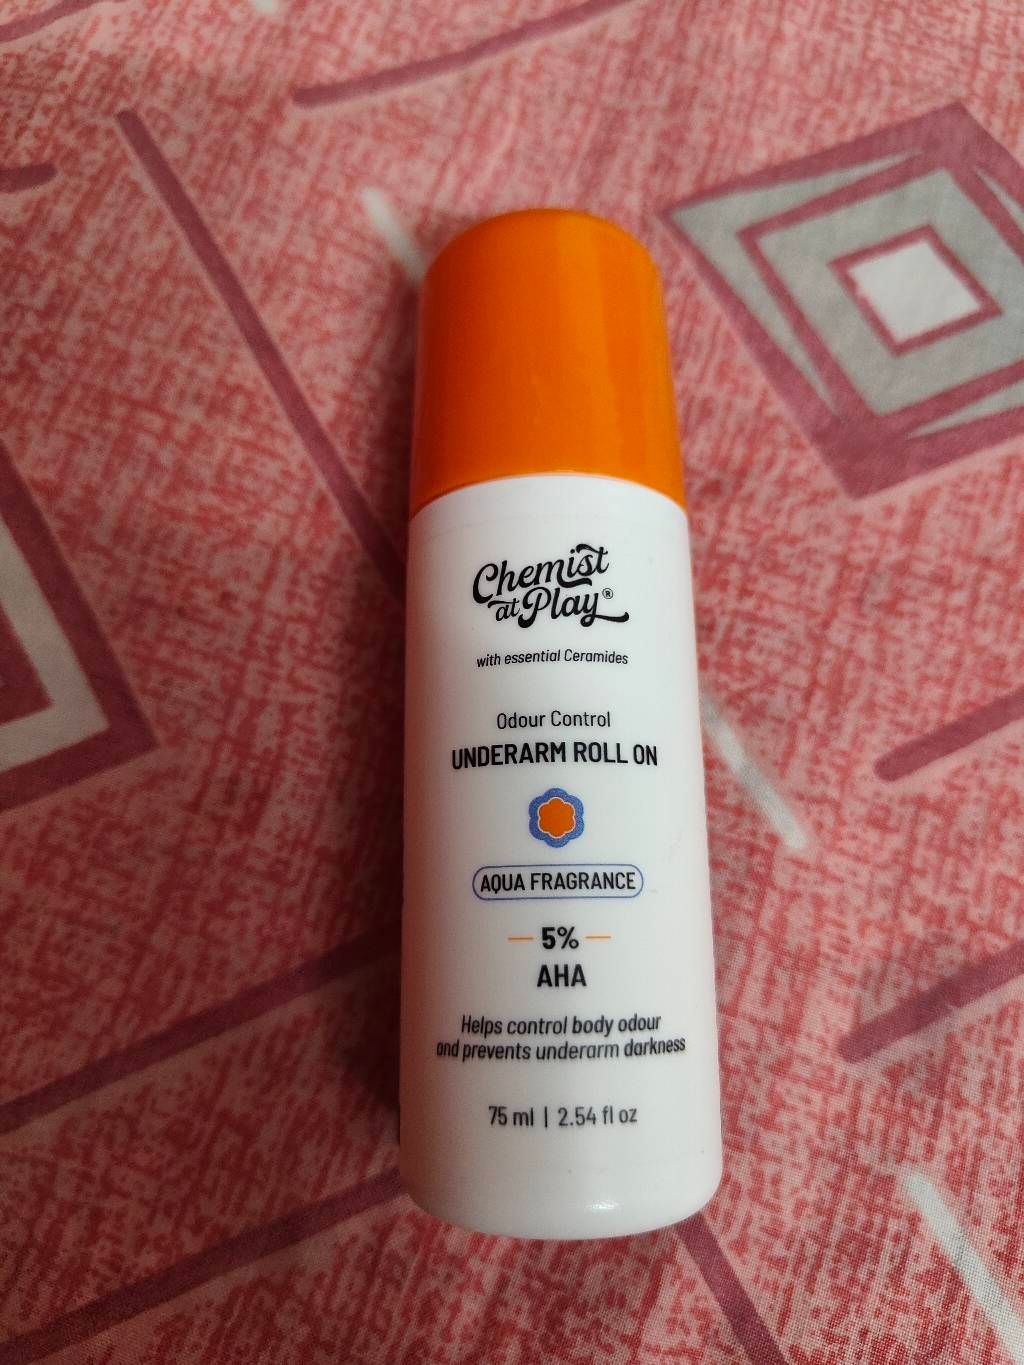 Chemist
at Play®
with essential Ceramides
Odour Control
UNDERARM ROLL ON
AQUA FRAGRANCE
5%
AHA
Helps control body odour
and prevents underarm darkness
75 ml | 2.54 fl oz